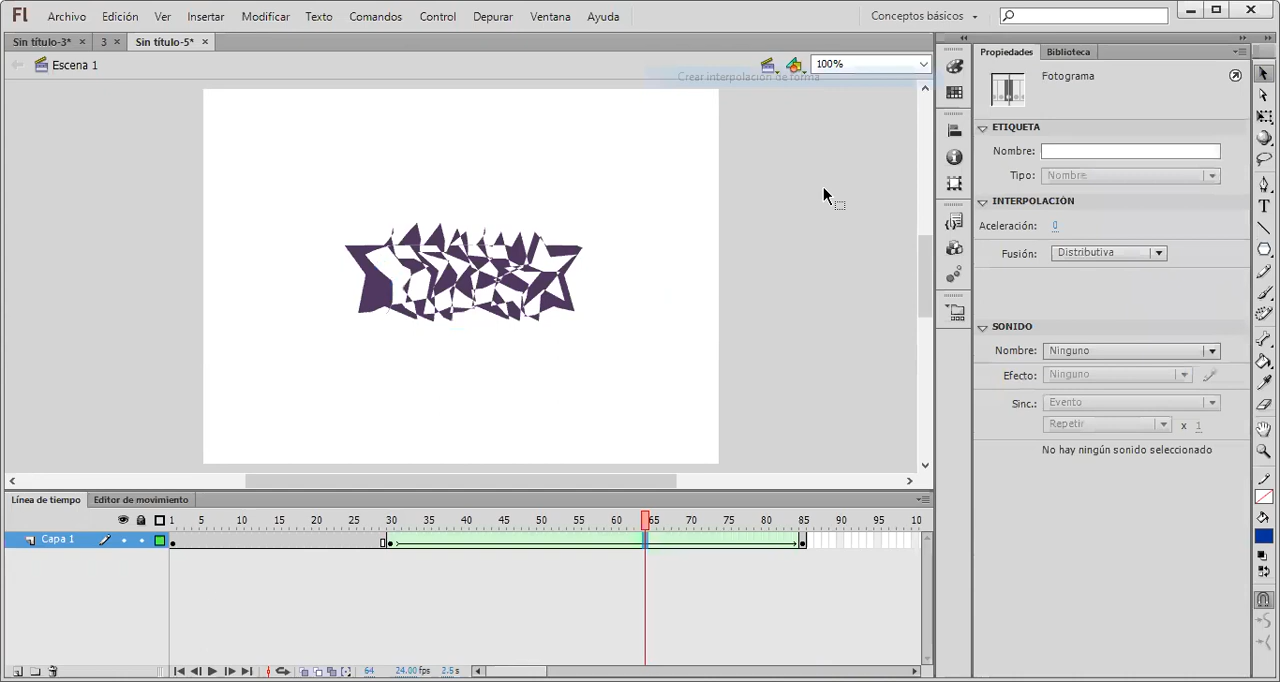 Fl Archivo Edición Ver Insertar Modificar Texto Comandos Control Depurar Ventana Ayuda Conceptos básicos
Sin título-3* × 3 × Sin título-5* ×
Escena 1 100%
Crear interpolación de forma
Propiedades Biblioteca
Fotograma
ETIQUETA
Nombre:
Tipo: Nombre
INTERPOLACIÓN
Aceleración: 0
Fusión: Distributiva
SONIDO
Nombre: Ninguno
Efecto: Ninguno
Sinc.: Evento
Repetir x 1
No hay ningún sonido seleccionado
Línea de tiempo Editor de movimiento
1 5 10 15 20 25 30 35 40 45 50 55 60 65 70 75 80 85 90 95 10
Capa 1
64 24.00 fps 2.5 s